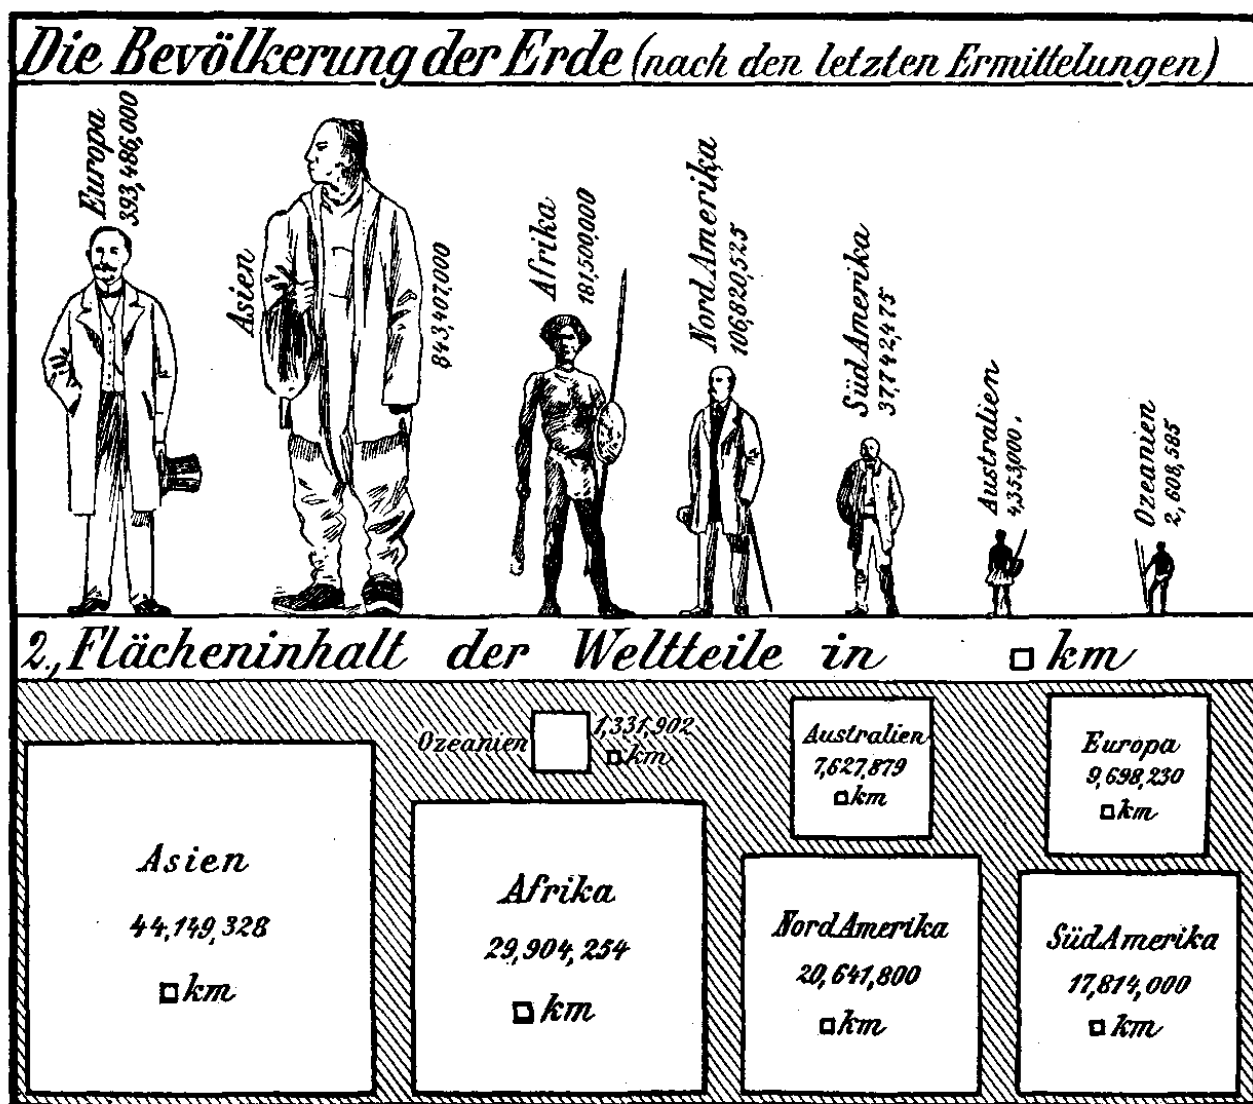 Die Bevölkerung der Erde (nach den letzten Ermittelungen)
Europa
393,486,000
Asien
843,407,000
Afrika
181,500,000
Nord Amerika
106,820,525
Süd Amerika
37,742,475
Australien
4,353,000.
Ozeanien
2,608,585
2., Flächeninhalt der Weltteile in □ km
Ozeanien
1,331,902
□ km
Australien
7,627,879
□ km
Europa
9,698,230
□ km
Asien
44,149,328
□ km
Afrika
29,904,254
□ km
Nord Amerika
20,641,800
□ km
Süd Amerika
17,814,000
□ km